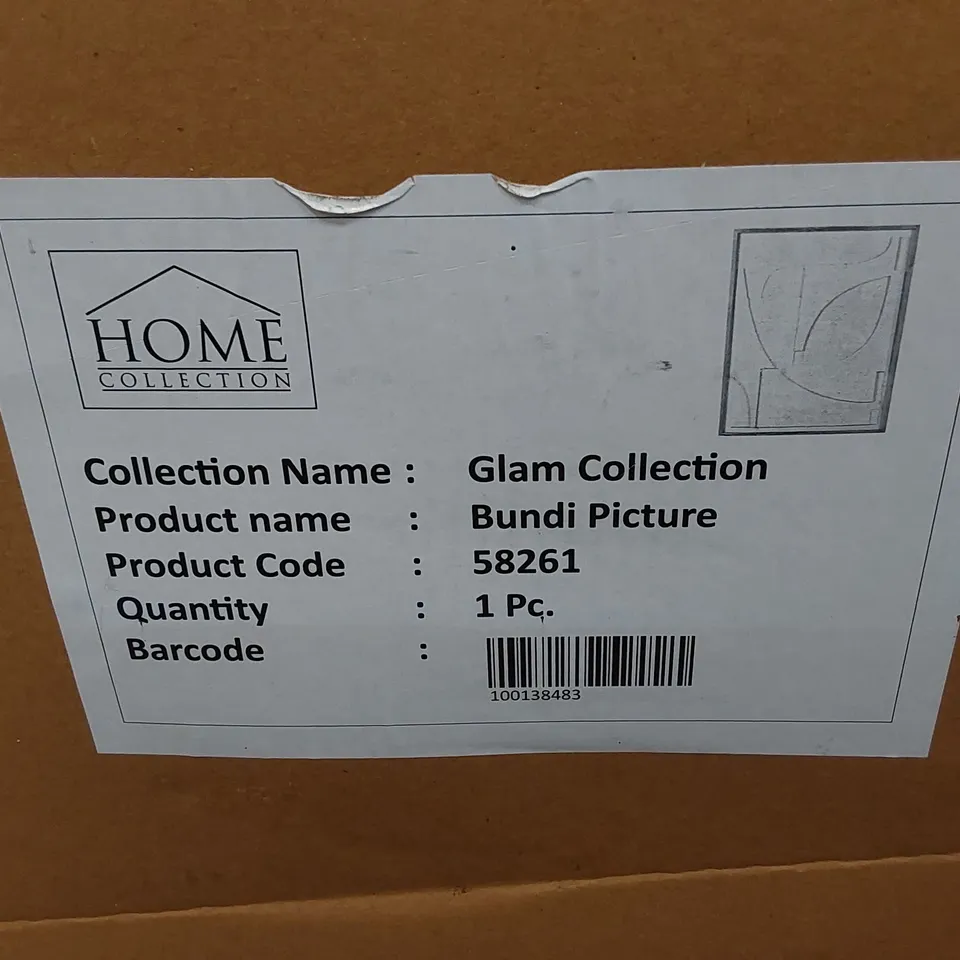 HOME
COLLECTION
Collection Name : Glam Collection
Product name : Bundi Picture
Product Code : 58261
Quantity : 1 Pc.
Barcode :
100138483